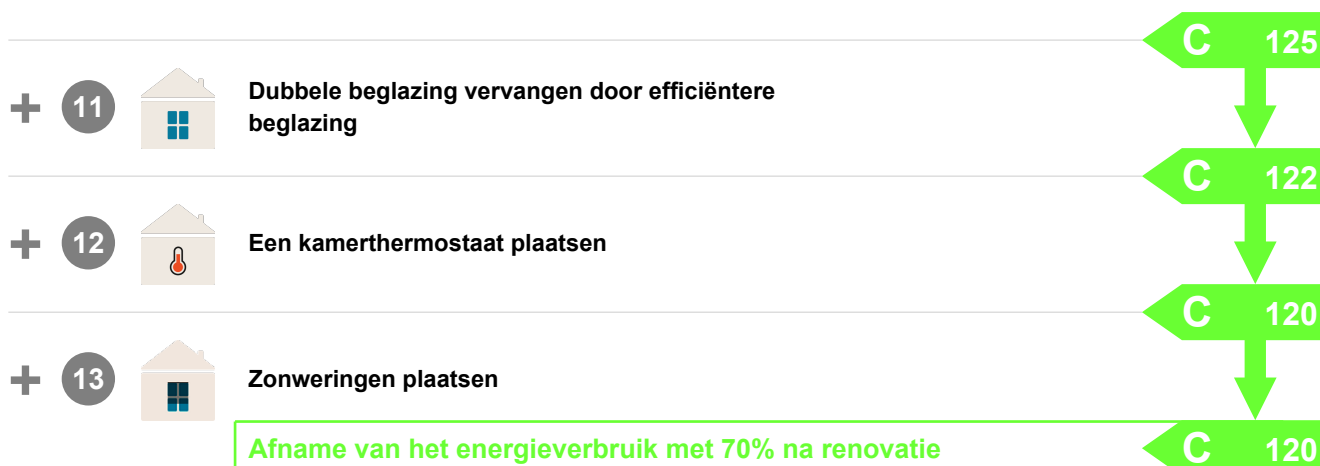 C 125
+ 11 Dubbele beglazing vervangen door efficiëntere
beglazing
C 122
+ 12 Een kamerthermostaat plaatsen
C 120
+ 13 Zonweringen plaatsen
Afname van het energieverbruik met 70% na renovatie C 120